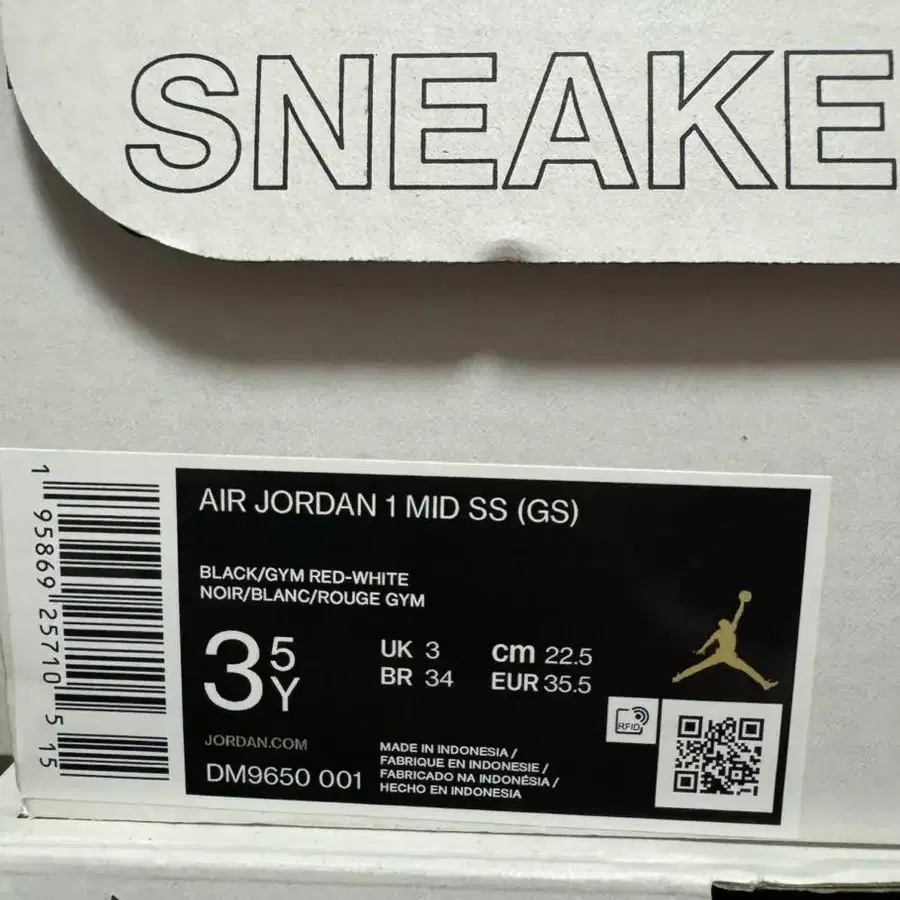 SNEAKE
AIR JORDAN 1 MID SS (GS)
BLACK/GYM RED-WHITE
NOIR/BLANC/ROUGE GYM
3 5Y
UK 3
BR 34
cm 22.5
EUR 35.5
RFID
JORDAN.COM
DM9650 001
MADE IN INDONESIA /
FABRIQUE EN INDONESIE /
FABRICADO NA INDONÉSIA /
HECHO EN INDONESIA
1 95869 25710 5 15